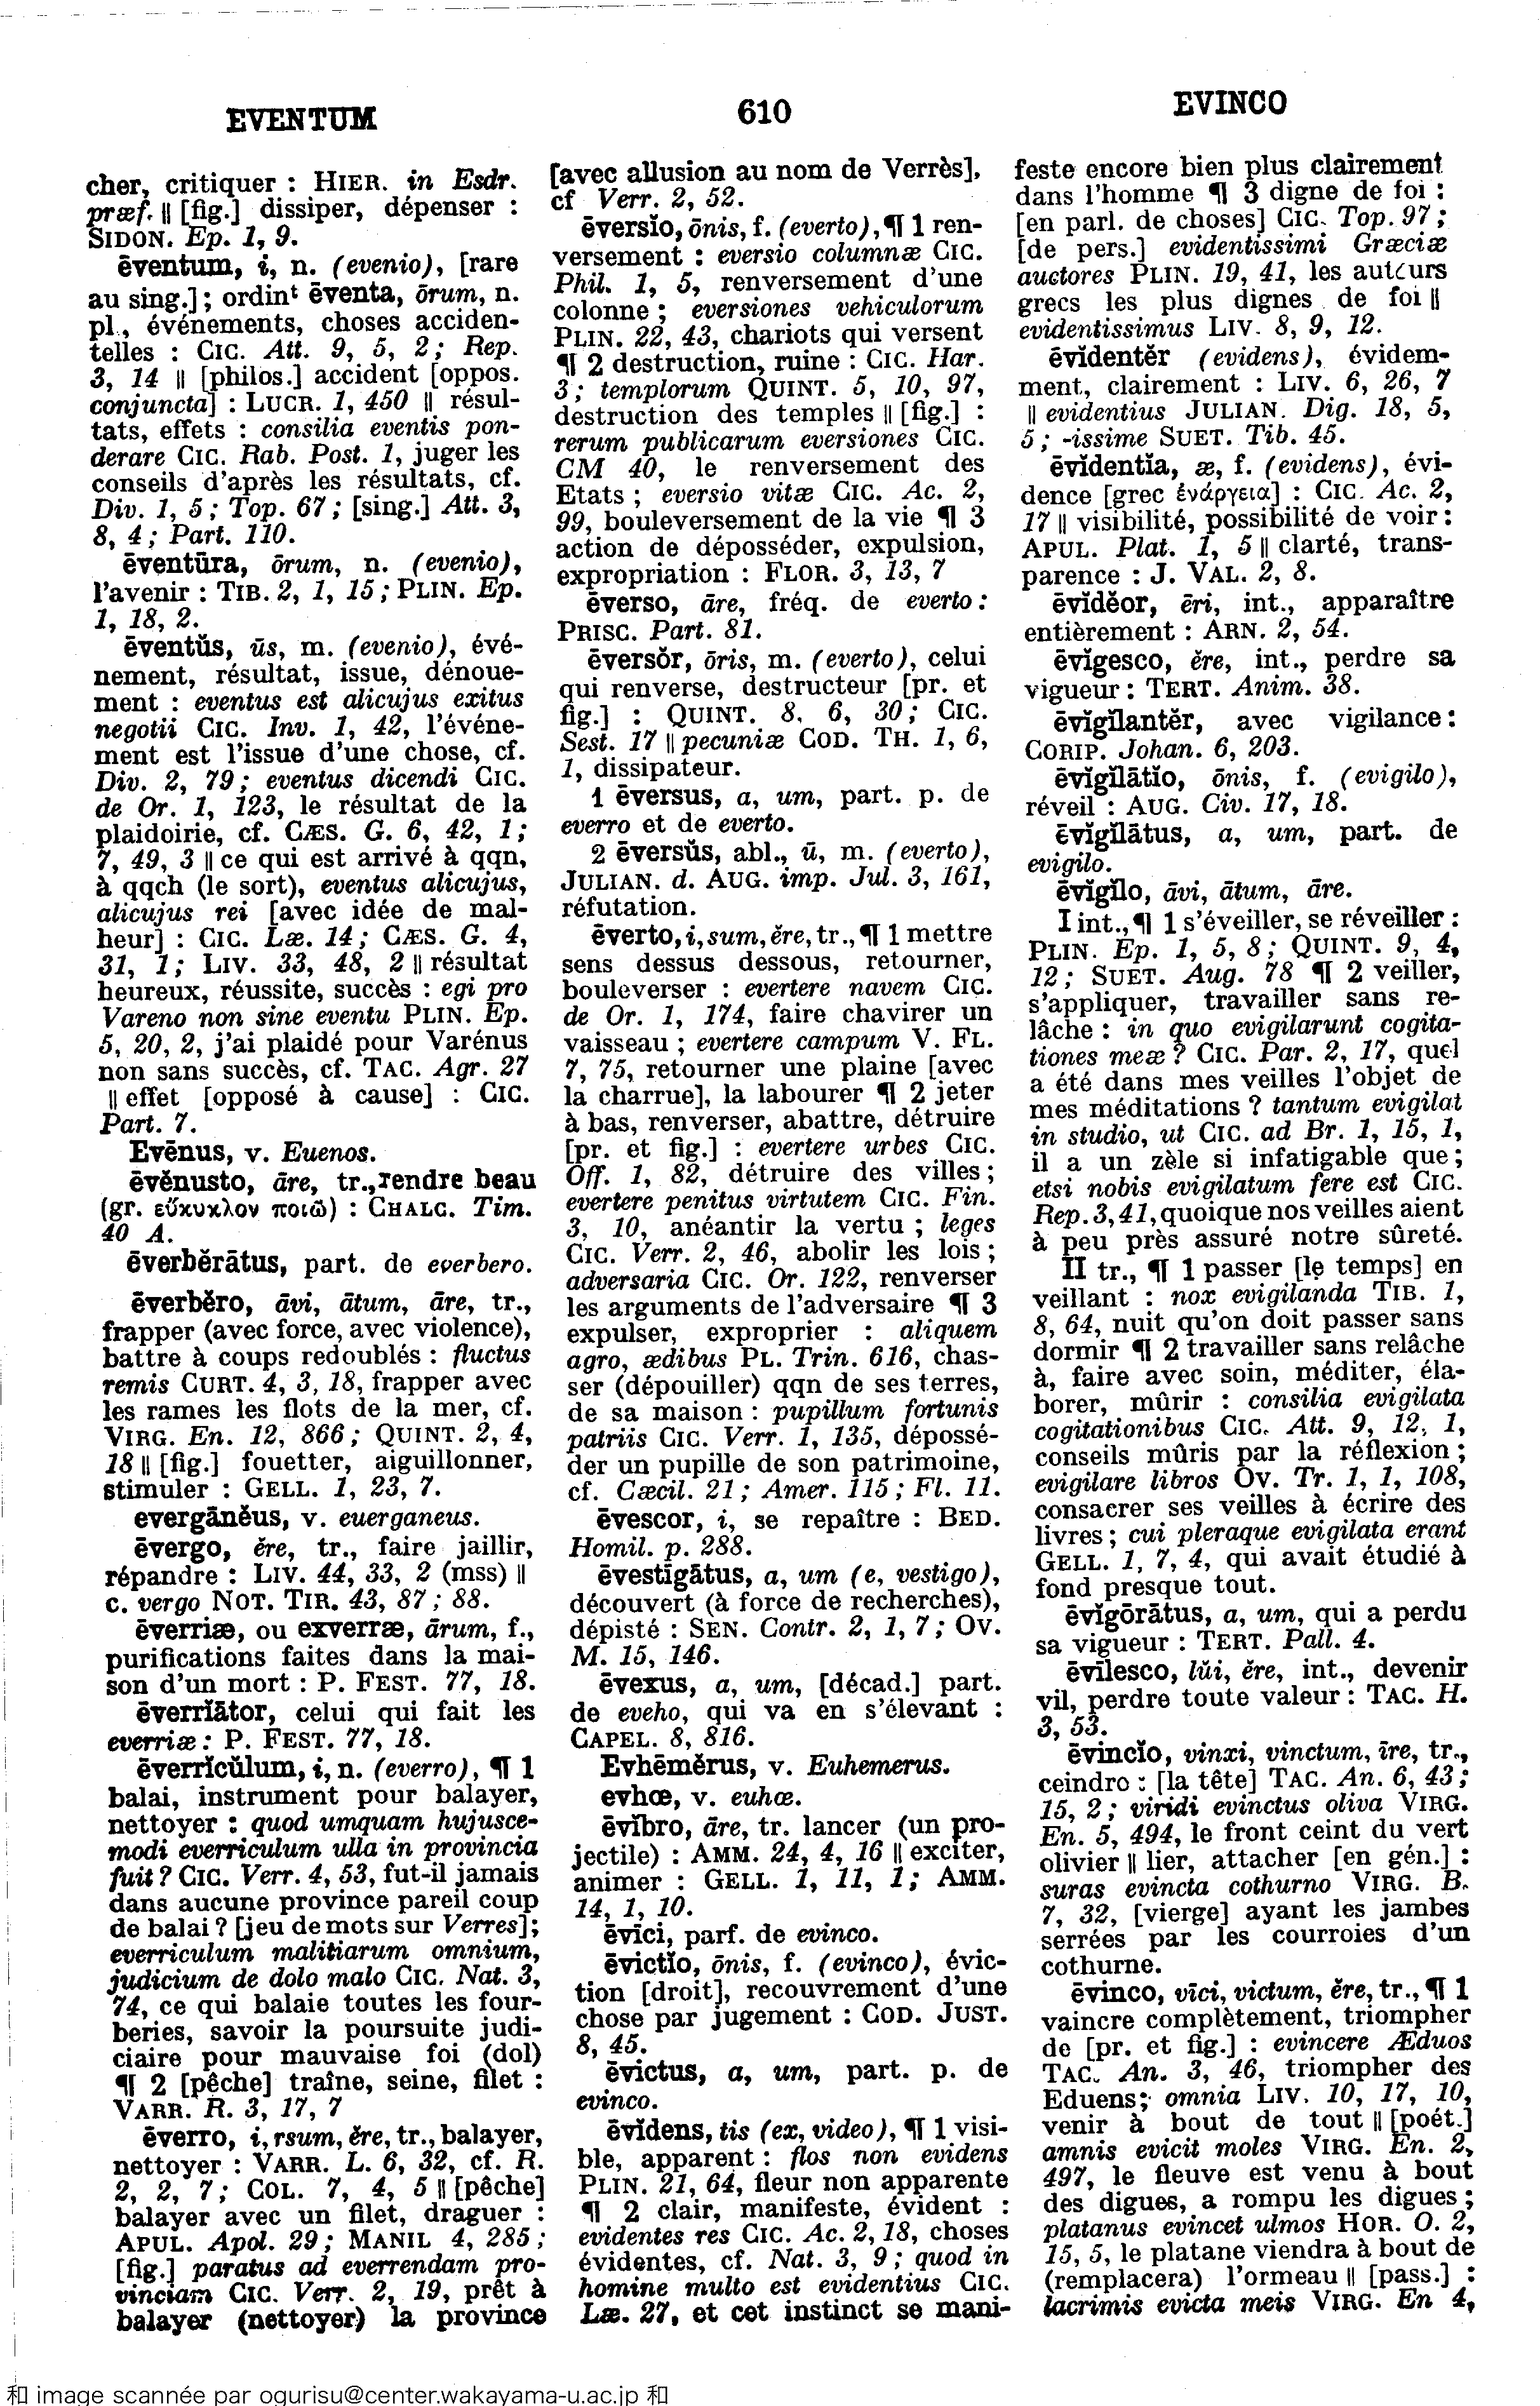 EVENTUM
610
EVINCO
cher, critiquer : HIER. in Esdr.
præf. ‖ [fig.] dissiper, dépenser :
SIDON. Ep. 1, 9.
ēventum, i, n. (evenio), [rare
au sing.] ; ordinᵗ ēventa, ōrum, n.
pl., événements, choses acciden-
telles : CIC. Att. 9, 5, 2 ; Rep.
3, 14 ‖ [philos.] accident [oppos.
conjuncta] : LUCR. 1, 450 ‖ résul-
tats, effets : consilia eventis pon-
derare CIC. Rab. Post. 1, juger les
conseils d'après les résultats, cf.
Div. 1, 5 ; Top. 67 ; [sing.] Att. 3,
8, 4 ; Part. 110.
ēventūra, ōrum, n. (evenio),
l'avenir : TIB. 2, 1, 15 ; PLIN. Ep.
1, 18, 2.
ēventŭs, ūs, m. (evenio), évé-
nement, résultat, issue, dénoue-
ment : eventus est alicujus exitus
negotii CIC. Inv. 1, 42, l'événe-
ment est l'issue d'une chose, cf.
Div. 2, 79 ; eventus dicendi CIC.
de Or. 1, 123, le résultat de la
plaidoirie, cf. CÆS. G. 6, 42, 1 ;
7, 49, 3 ‖ ce qui est arrivé à qqn,
à qqch (le sort), eventus alicujus,
alicujus rei [avec idée de mal-
heur] : CIC. Læ. 14 ; CÆS. G. 4,
31, 1 ; LIV. 33, 48, 2 ‖ résultat
heureux, réussite, succès : egi pro
Vareno non sine eventu PLIN. Ep.
5, 20, 2, j'ai plaidé pour Varénus
non sans succès, cf. TAC. Agr. 27
‖ effet [opposé à cause] : CIC.
Part. 7.
Evēnus, v. Euenos.
ēvĕnusto, āre, tr., rendre beau
(gr. εὔκυκλον ποιῶ) : CHALC. Tim.
40 A.
ēverbĕrātus, part. de everbero.
ēverbĕro, āvi, ātum, āre, tr.,
frapper (avec force, avec violence),
battre à coups redoublés : fluctus
remis CURT. 4, 3, 18, frapper avec
les rames les flots de la mer, cf.
VIRG. En. 12, 866 ; QUINT. 2, 4,
18 ‖ [fig.] fouetter, aiguillonner,
stimuler : GELL. 1, 23, 7.
evergānĕus, v. euerganeus.
ēvergo, ĕre, tr., faire jaillir,
répandre : LIV. 44, 33, 2 (mss) ‖
c. vergo NOT. TIR. 43, 87 ; 88.
ēverriæ, ou exverræ, ārum, f.,
purifications faites dans la mai-
son d'un mort : P. FEST. 77, 18.
ēverrĭātor, celui qui fait les
everriæ : P. FEST. 77, 18.
ēverrĭcŭlum, i, n. (everro), ¶ 1
balai, instrument pour balayer,
nettoyer : quod umquam hujusce-
modi everriculum ulla in provincia
fuit ? CIC. Verr. 4, 53, fut-il jamais
dans aucune province pareil coup
de balai ? [jeu de mots sur Verres] ;
everriculum malitiarum omnium,
judicium de dolo malo CIC. Nat. 3,
74, ce qui balaie toutes les four-
beries, savoir la poursuite judi-
ciaire pour mauvaise foi (dol)
¶ 2 [pêche] traîne, seine, filet :
VARR. R. 3, 17, 7
ēverro, i, rsum, ĕre, tr., balayer,
nettoyer : VARR. L. 6, 32, cf. R.
2, 2, 7 ; COL. 7, 4, 5 ‖ [pêche]
balayer avec un filet, draguer :
APUL. Apol. 29 ; MANIL 4, 285 ;
[fig.] paratus ad everrendam pro-
vinciam CIC. Verr. 2, 19, prêt à
balayer (nettoyer) la province
[avec allusion au nom de Verrès],
cf Verr. 2, 52.
ēversĭo, ōnis, f. (everto), ¶ 1 ren-
versement : eversio columnæ CIC.
Phil. 1, 5, renversement d'une
colonne ; eversiones vehiculorum
PLIN. 22, 43, chariots qui versent
¶ 2 destruction, ruine : CIC. Har.
3 ; templorum QUINT. 5, 10, 97,
destruction des temples ‖ [fig.] :
rerum publicarum eversiones CIC.
CM 40, le renversement des
Etats ; eversio vitæ CIC. Ac. 2,
99, bouleversement de la vie ¶ 3
action de déposséder, expulsion,
expropriation : FLOR. 3, 13, 7
ēverso, āre, fréq. de everto :
PRISC. Part. 81.
ēversŏr, ōris, m. (everto), celui
qui renverse, destructeur [pr. et
fig.] : QUINT. 8, 6, 30 ; CIC.
Sest. 17 ‖ pecuniæ COD. TH. 1, 6,
1, dissipateur.
1 ēversus, a, um, part. p. de
everro et de everto.
2 ēversŭs, abl., ū, m. (everto),
JULIAN. d. AUG. imp. Jul. 3, 161,
réfutation.
ēverto, i, sum, ĕre, tr., ¶ 1 mettre
sens dessus dessous, retourner,
bouleverser : evertere navem CIC.
de Or. 1, 174, faire chavirer un
vaisseau ; evertere campum V. FL.
7, 75, retourner une plaine [avec
la charrue], la labourer ¶ 2 jeter
à bas, renverser, abattre, détruire
[pr. et fig.] : evertere urbes CIC.
Off. 1, 82, détruire des villes ;
evertere penitus virtutem CIC. Fin.
3, 10, anéantir la vertu ; leges
CIC. Verr. 2, 46, abolir les lois ;
adversaria CIC. Or. 122, renverser
les arguments de l'adversaire ¶ 3
expulser, exproprier : aliquem
agro, ædibus PL. Trin. 616, chas-
ser (dépouiller) qqn de ses terres,
de sa maison : pupillum fortunis
patriis CIC. Verr. 1, 135, dépossé-
der un pupille de son patrimoine,
cf. Cæcil. 21 ; Amer. 115 ; Fl. 11.
ēvescor, i, se repaître : BED.
Homil. p. 288.
ēvestīgātus, a, um (e, vestigo),
découvert (à force de recherches),
dépisté : SEN. Contr. 2, 1, 7 ; OV.
M. 15, 146.
ēvexus, a, um, [décad.] part.
de eveho, qui va en s'élevant :
CAPEL. 8, 816.
Evhēmĕrus, v. Euhemerus.
evhœ, v. euhœ.
ēvĭbro, āre, tr. lancer (un pro-
jectile) : AMM. 24, 4, 16 ‖ exciter,
animer : GELL. 1, 11, 1 ; AMM.
14, 1, 10.
ēvīci, parf. de evinco.
ēvictĭo, ōnis, f. (evinco), évic-
tion [droit], recouvrement d'une
chose par jugement : COD. JUST.
8, 45.
ēvictus, a, um, part. p. de
evinco.
ēvĭdens, tis (ex, video), ¶ 1 visi-
ble, apparent : flos non evidens
PLIN. 21, 64, fleur non apparente
¶ 2 clair, manifeste, évident :
evidentes res CIC. Ac. 2, 18, choses
évidentes, cf. Nat. 3, 9 ; quod in
homine multo est evidentius CIC.
Læ. 27, et cet instinct se mani-
feste encore bien plus clairement
dans l'homme ¶ 3 digne de foi :
[en parl. de choses] CIC. Top. 97 ;
[de pers.] evidentissimi Græciæ
auctores PLIN. 19, 41, les auteurs
grecs les plus dignes de foi ‖
evidentissimus LIV. 8, 9, 12.
ēvĭdentĕr (evidens), évidem-
ment, clairement : LIV. 6, 26, 7
‖ evidentius JULIAN. Dig. 18, 5,
5 ; -issime SUET. Tib. 45.
ēvĭdentĭa, æ, f. (evidens), évi-
dence [grec ἐνάργεια] : CIC. Ac. 2,
17 ‖ visibilité, possibilité de voir :
APUL. Plat. 1, 5 ‖ clarté, trans-
parence : J. VAL. 2, 8.
ēvĭdĕor, ēri, int., apparaître
entièrement : ARN. 2, 54.
ēvĭgesco, ĕre, int., perdre sa
vigueur : TERT. Anim. 38.
ēvĭgĭlantĕr, avec vigilance :
CORIP. Johan. 6, 203.
ēvĭgĭlātĭo, ōnis, f. (evigilo),
réveil : AUG. Civ. 17, 18.
ēvĭgĭlātus, a, um, part. de
evigilo.
ēvĭgĭlo, āvi, ātum, āre.
I int., ¶ 1 s'éveiller, se réveiller :
PLIN. Ep. 1, 5, 8 ; QUINT. 9, 4,
12 ; SUET. Aug. 78 ¶ 2 veiller,
s'appliquer, travailler sans re-
lâche : in quo evigilarunt cogita-
tiones meæ ? CIC. Par. 2, 17, quel
a été dans mes veilles l'objet de
mes méditations ? tantum evigilat
in studio, ut CIC. ad Br. 1, 15, 1,
il a un zèle si infatigable que ;
etsi nobis evigilatum fere est CIC.
Rep. 3, 41, quoique nos veilles aient
à peu près assuré notre sûreté.
II tr., ¶ 1 passer [le temps] en
veillant : nox evigilanda TIB. 1,
8, 64, nuit qu'on doit passer sans
dormir ¶ 2 travailler sans relâche
à, faire avec soin, méditer, éla-
borer, mûrir : consilia evigilata
cogitationibus CIC. Att. 9, 12, 1,
conseils mûris par la réflexion ;
evigilare libros OV. Tr. 1, 1, 108,
consacrer ses veilles à écrire des
livres ; cui pleraque evigilata erant
GELL. 1, 7, 4, qui avait étudié à
fond presque tout.
ēvĭgōrātus, a, um, qui a perdu
sa vigueur : TERT. Pall. 4.
ēvīlesco, lŭi, ĕre, int., devenir
vil, perdre toute valeur : TAC. H.
3, 53.
ēvincĭo, vinxi, vinctum, īre, tr.,
ceindre : [la tête] TAC. An. 6, 43 ;
15, 2 ; viridi evinctus oliva VIRG.
En. 5, 494, le front ceint du vert
olivier ‖ lier, attacher [en gén.] :
suras evincta cothurno VIRG. B.
7, 32, [vierge] ayant les jambes
serrées par les courroies d'un
cothurne.
ēvinco, vīci, victum, ĕre, tr., ¶ 1
vaincre complètement, triompher
de [pr. et fig.] : evincere Æduos
TAC. An. 3, 46, triompher des
Eduens ; omnia LIV. 10, 17, 10,
venir à bout de tout ‖ [poét.]
amnis evicit moles VIRG. En. 2,
497, le fleuve est venu à bout
des digues, a rompu les digues ;
platanus evincet ulmos HOR. O. 2,
15, 5, le platane viendra à bout de
(remplacera) l'ormeau ‖ [pass.] :
lacrimis evicta meis VIRG. En 4,
和 image scannée par ogurisu@center.wakayama-u.ac.jp 和